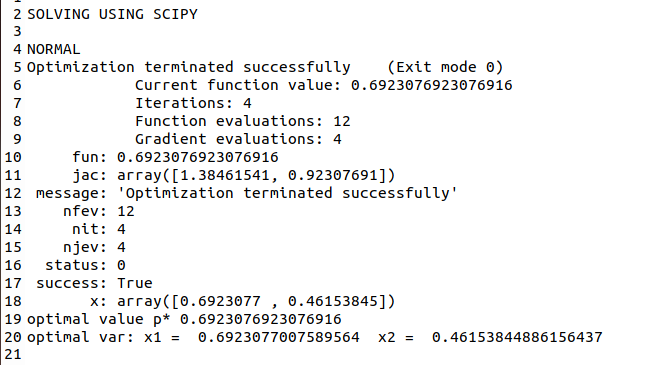 2 SOLVING USING SCIPY
3
4 NORMAL
5 Optimization terminated successfully    (Exit mode 0)
6             Current function value: 0.6923076923076916
7             Iterations: 4
8             Function evaluations: 12
9             Gradient evaluations: 4
10      fun: 0.6923076923076916
11      jac: array([1.38461541, 0.92307691])
12  message: 'Optimization terminated successfully'
13     nfev: 12
14      nit: 4
15     njev: 4
16   status: 0
17  success: True
18        x: array([0.6923077 , 0.46153845])
19 optimal value p* 0.6923076923076916
20 optimal var: x1 =  0.6923077007589564  x2 =  0.46153844886156437
21